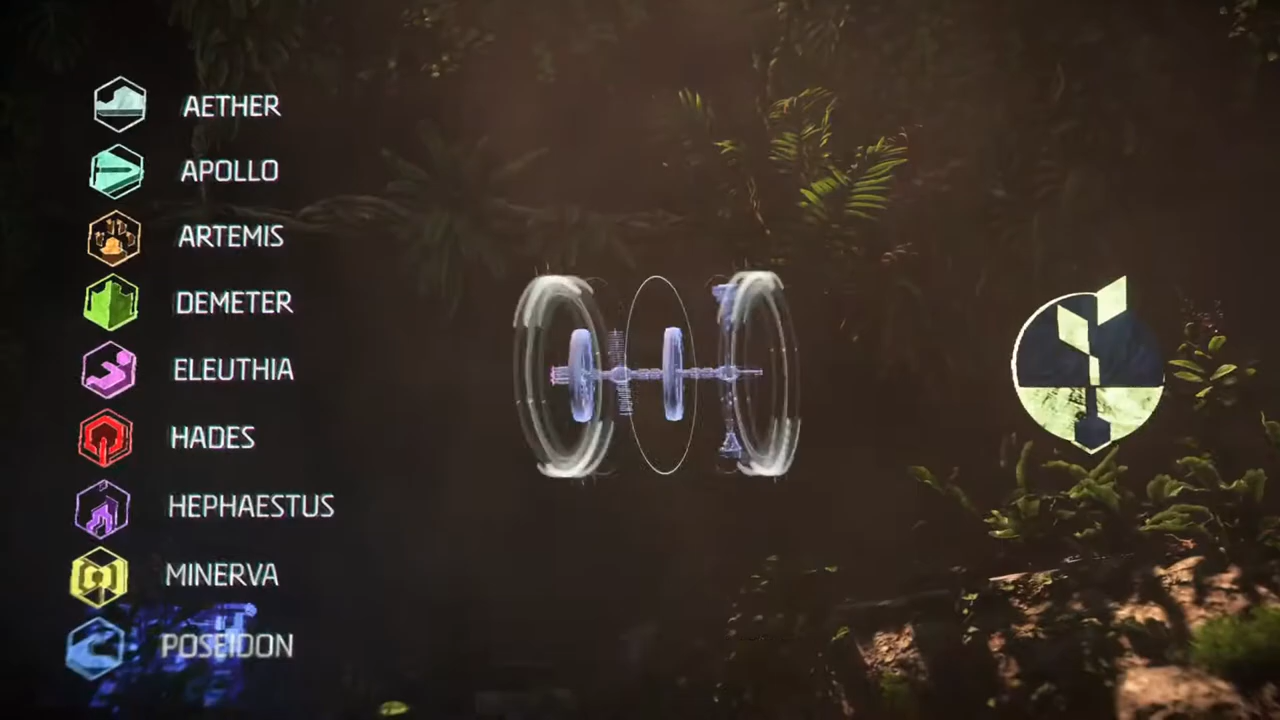 AETHER
APOLLO
ARTEMIS
DEMETER
ELEUTHIA
HADES
HEPHAESTUS
MINERVA
POSEIDON